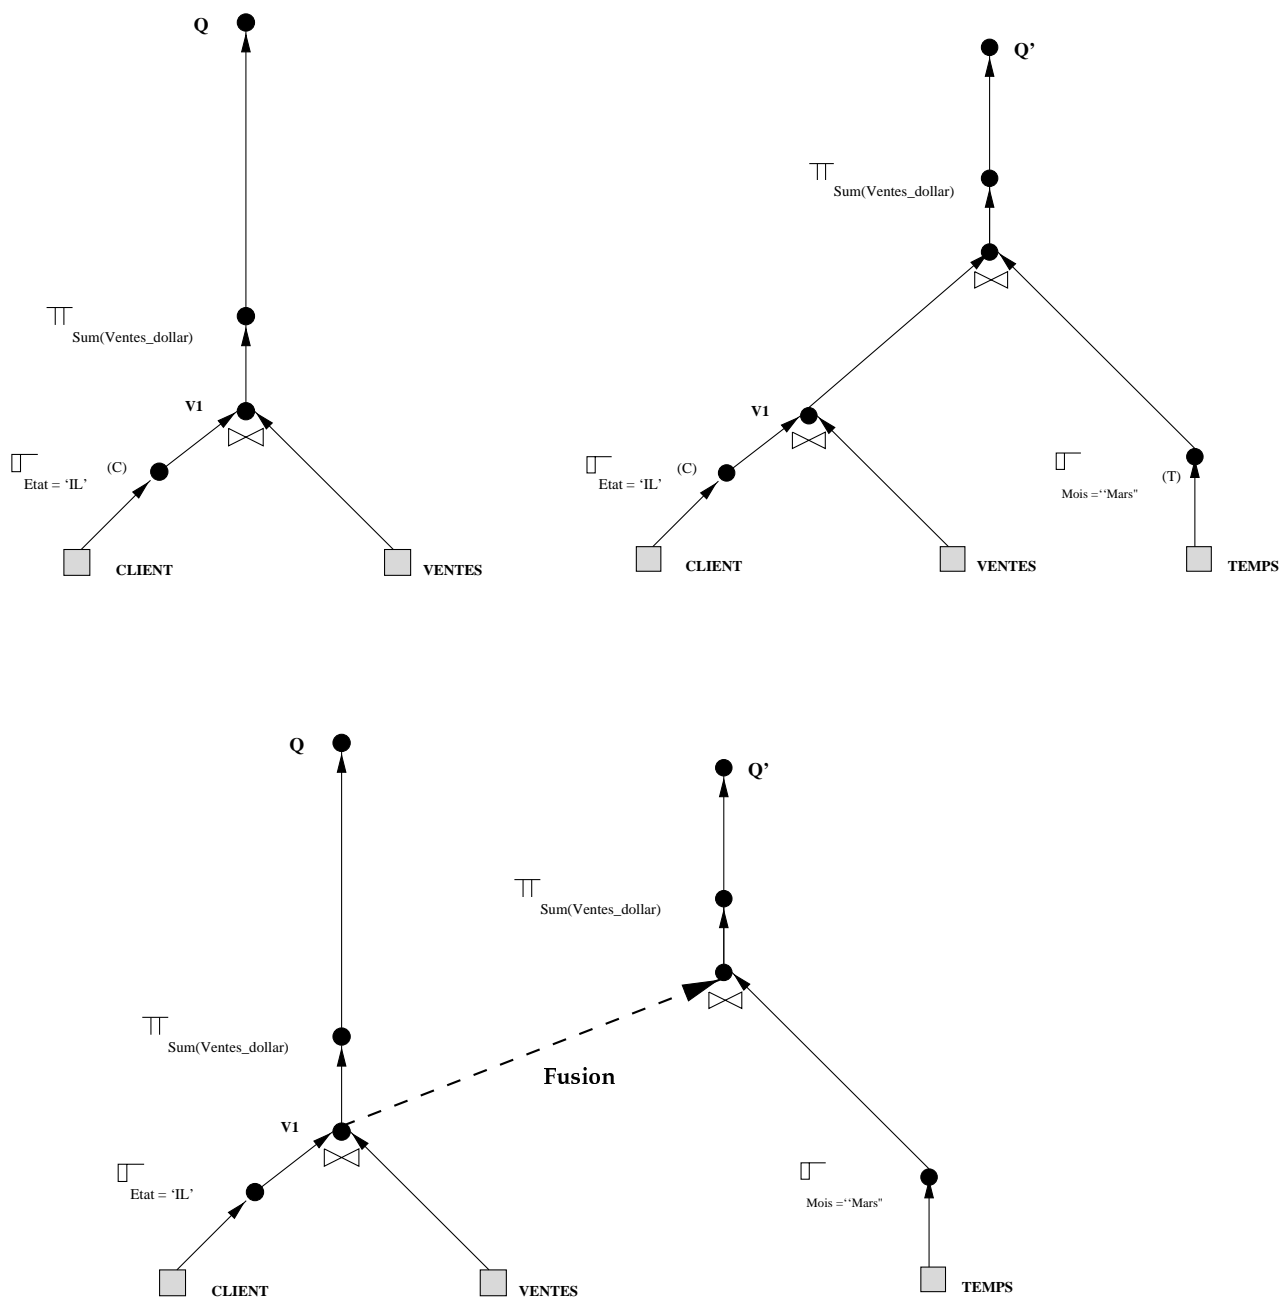 Q
Sum(Ventes_dollar)
V1
Etat = ‘IL’
(C)
CLIENT
VENTES
Q’
Sum(Ventes_dollar)
V1
Etat = ‘IL’
(C)
Mois =‘‘Mars"
(T)
CLIENT
VENTES
TEMPS
Q
Sum(Ventes_dollar)
V1
Etat = ‘IL’
CLIENT
VENTES
Fusion
Q’
Sum(Ventes_dollar)
Mois =‘‘Mars"
TEMPS